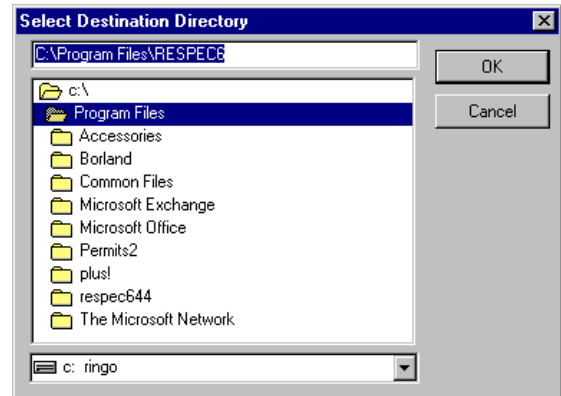 Select Destination Directory
C:\Program Files\RESPEC6
OK
c:\
Program Files
Cancel
Accessories
Borland
Common Files
Microsoft Exchange
Microsoft Office
Permits2
plus!
respec644
The Microsoft Network
c: ringo